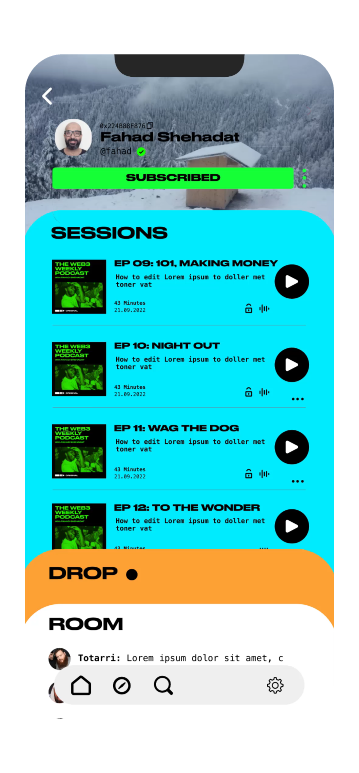 0x224B08E876
Fahad Shehadat
@fahad
SUBSCRIBED
SESSIONS
THE WEB3
WEEKLY
PODCAST
EP 09: 101, MAKING MONEY
How to edit Lorem ipsum to doller met
toner vat
43 Minutes
21.09.2022
THE WEB3
WEEKLY
PODCAST
EP 10: NIGHT OUT
How to edit Lorem ipsum to doller met
toner vat
43 Minutes
21.09.2022
THE WEB3
WEEKLY
PODCAST
EP 11: WAG THE DOG
How to edit Lorem ipsum to doller met
toner vat
43 Minutes
21.09.2022
THE WEB3
WEEKLY
PODCAST
EP 12: TO THE WONDER
How to edit Lorem ipsum to doller met
toner vat
43 Minutes
DROP
ROOM
Totarri: Lorem ipsum dolor sit amet, c